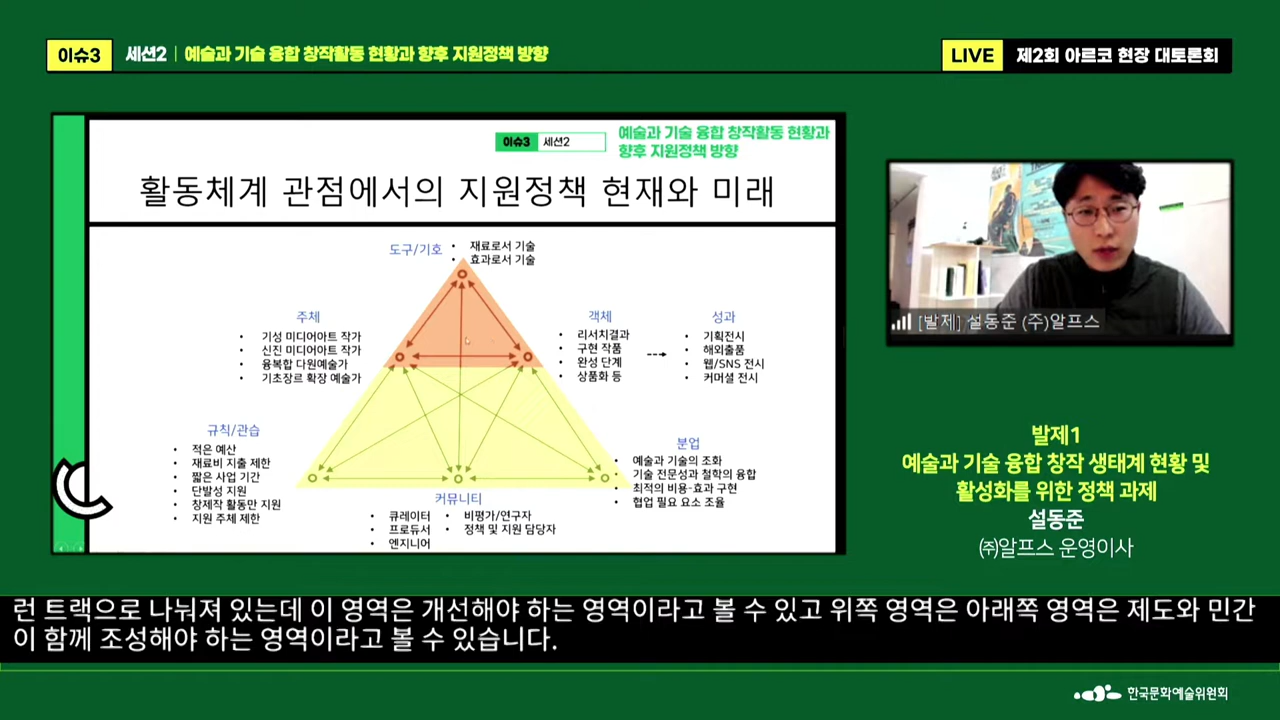 이슈3
세션2 | 예술과 기술 융합 창작활동 현황과 향후 지원정책 방향
LIVE
제2회 아르코 현장 대토론회
이슈3
세션2
예술과 기술 융합 창작활동 현황과
향후 지원정책 방향
활동체계 관점에서의 지원정책 현재와 미래
도구/기호
• 재료로서 기술
• 효과로서 기술
주체
• 기성 미디어아트 작가
• 신진 미디어아트 작가
• 융복합 다원예술가
• 기초장르 확장 예술가
객체
• 리서치결과
• 구현 작품
• 완성 단계
• 상품화 등
성과
• 기획전시
• 해외출품
• 웹/SNS 전시
• 커머셜 전시
규칙/관습
• 적은 예산
• 재료비 지출 제한
• 짧은 사업 기간
• 단발성 지원
• 창제작 활동만 지원
• 지원 주체 제한
커뮤니티
• 큐레이터
• 프로듀서
• 엔지니어
• 비평가/연구자
• 정책 및 지원 담당자
분업
• 예술과 기술의 조화
• 기술 전문성과 철학의 융합
• 최적의 비용-효과 구현
• 협업 필요 요소 조율
[발제] 설동준 (주)알프스
발제1
예술과 기술 융합 창작 생태계 현황 및
활성화를 위한 정책 과제
설동준
㈜알프스 운영이사
런 트랙으로 나눠져 있는데 이 영역은 개선해야 하는 영역이라고 볼 수 있고 위쪽 영역은 아래쪽 영역은 제도와 민간
이 함께 조성해야 하는 영역이라고 볼 수 있습니다.
한국문화예술위원회